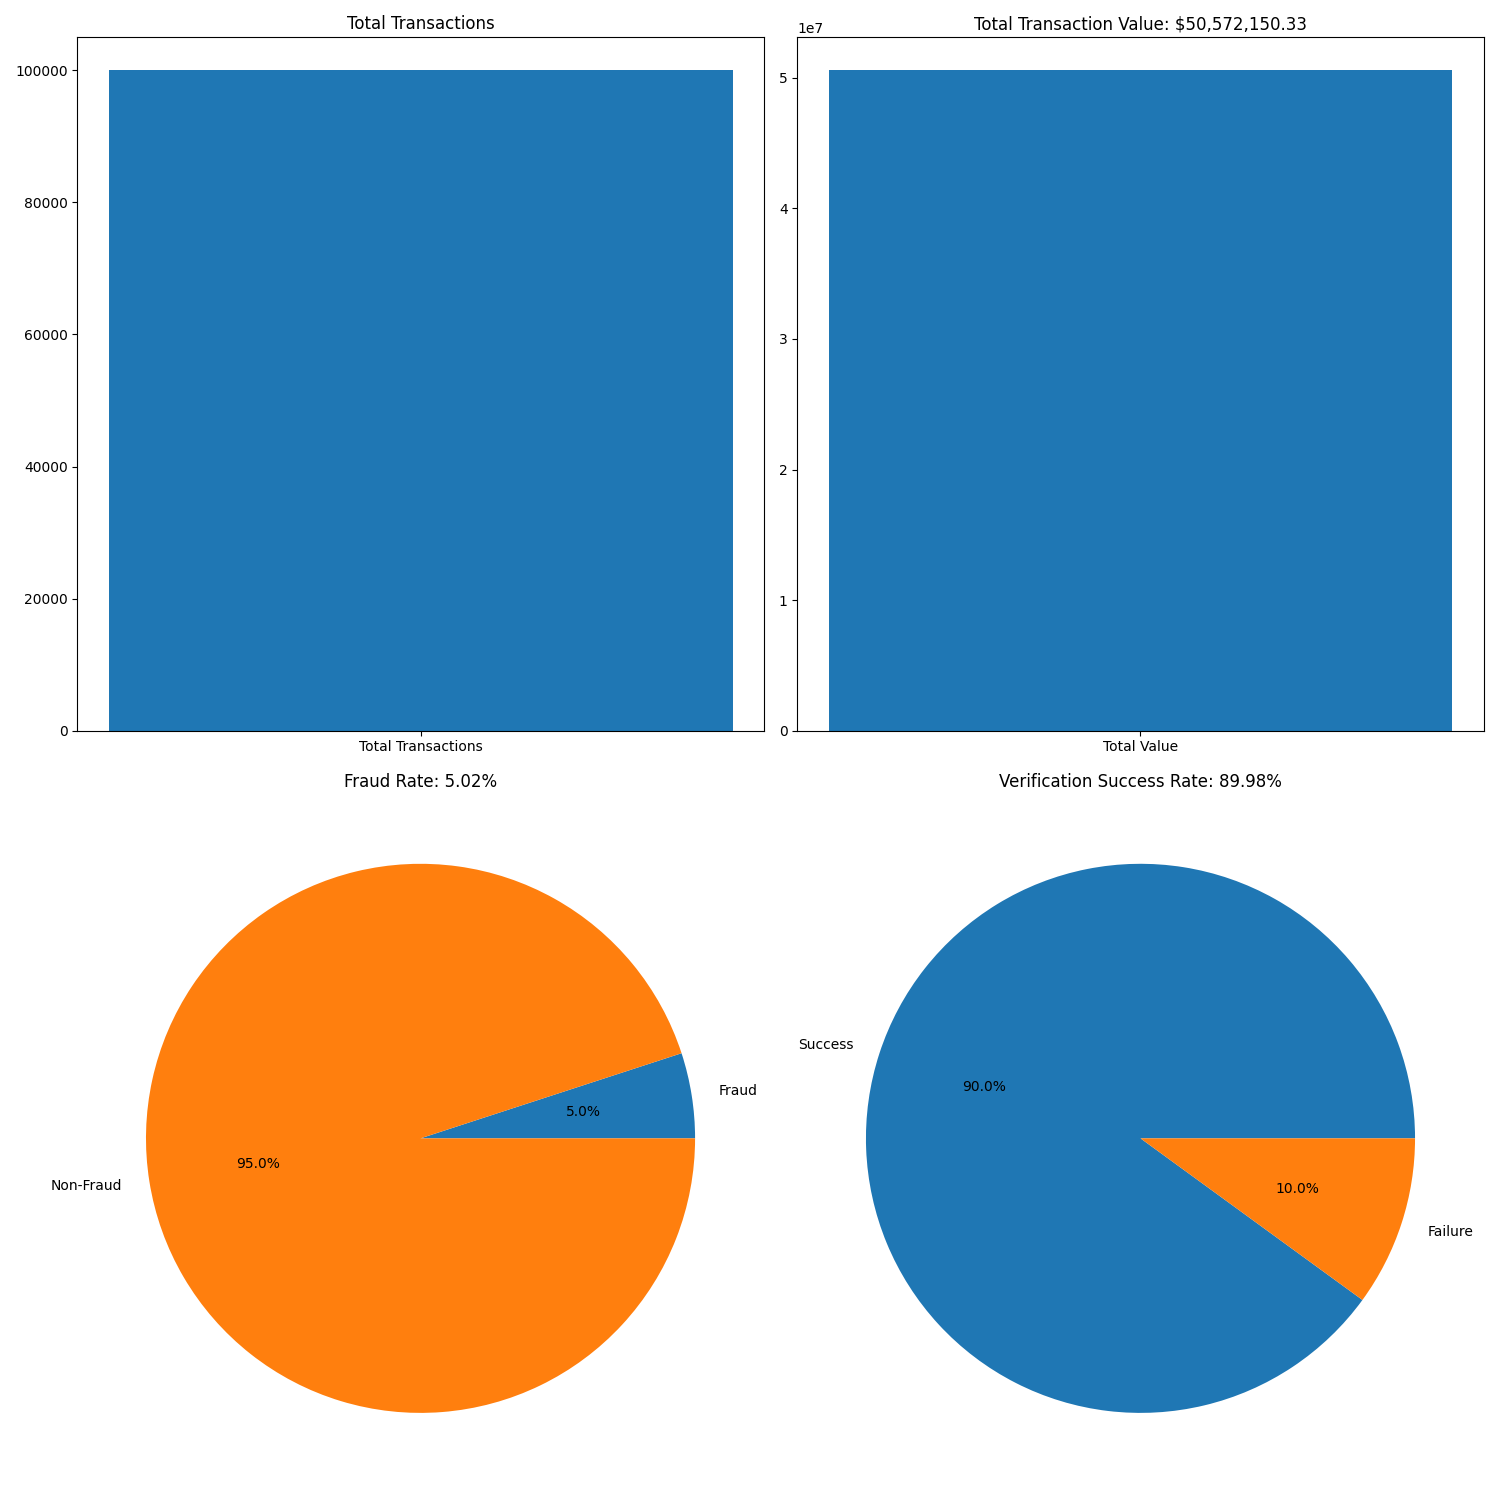 Total Transactions
100000
80000
60000
40000
20000
0
Total Transactions
Total Transaction Value: $50,572,150.33
1e7
5
4
3
2
1
0
Total Value
Fraud Rate: 5.02%
Fraud
5.0%
95.0%
Non-Fraud
Verification Success Rate: 89.98%
Success
90.0%
10.0%
Failure